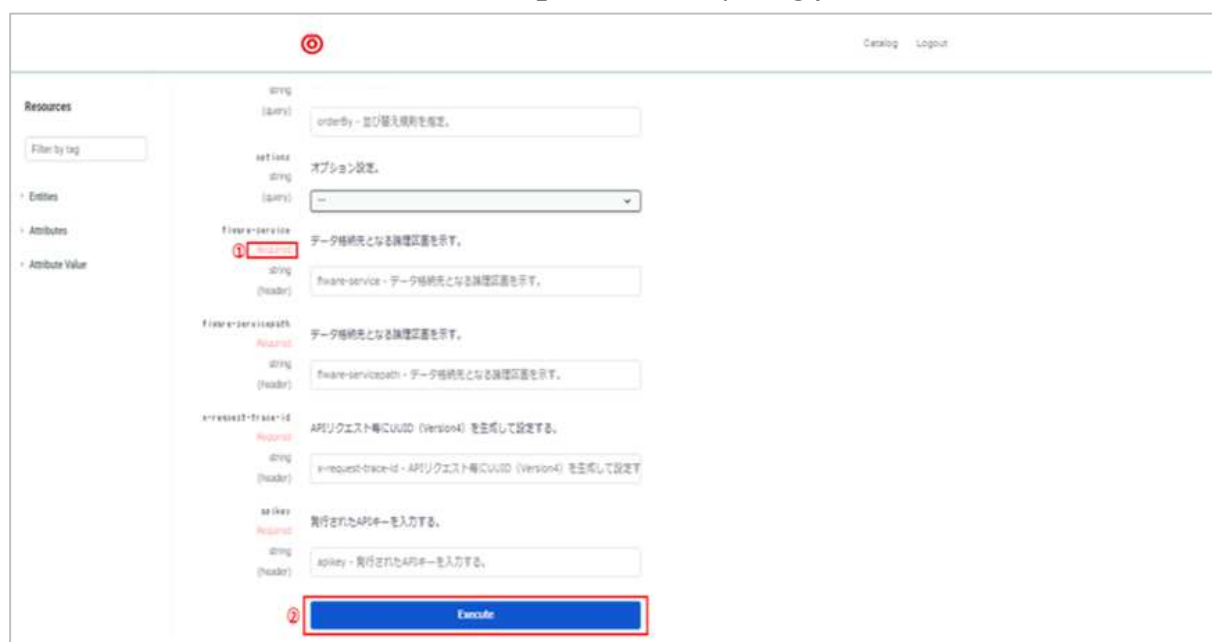 Catalog Logout
Resources
Filter by tag
Entities
Attributes
Attribute Value
string
(query)
orderBy - 並び替え規則を指定。
options
string
(query)
オプション設定。
--
fiware-service
① Required
string
(header)
データ格納先となる論理区画を示す。
fiware-service - データ格納先となる論理区画を示す。
fiware-servicepath
Required
string
(header)
データ格納先となる論理区画を示す。
fiware-servicepath - データ格納先となる論理区画を示す。
x-request-trace-id
Required
string
(header)
APIリクエスト毎にUUID（Version4）を生成して設定する。
x-request-trace-id - APIリクエスト毎にUUID（Version4）を生成して設定す
apikey
Required
string
(header)
発行されたAPIキーを入力する。
apikey - 発行されたAPIキーを入力する。
② Execute